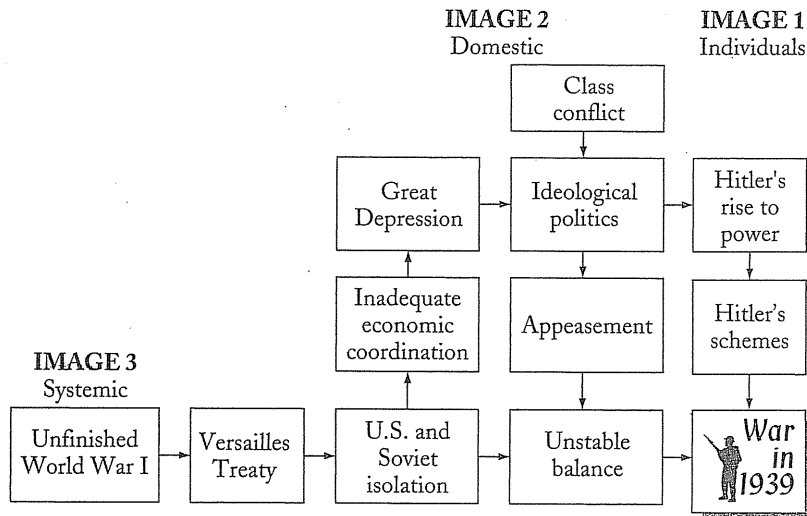 IMAGE 2
Domestic
IMAGE 1
Individuals
Class
conflict
Great
Depression
Ideological
politics
Hitler's
rise to
power
Inadequate
economic
coordination
Appeasement
Hitler's
schemes
IMAGE 3
Systemic
Unfinished
World War I
Versailles
Treaty
U.S. and
Soviet
isolation
Unstable
balance
War
in
1939